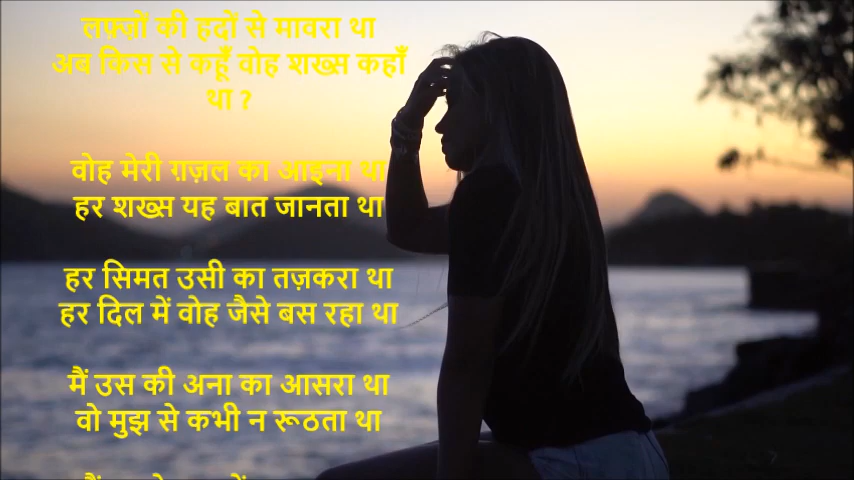 लफ़्ज़ों की हदों से मावरा था
अब किस से कहूँ वोह शख्स कहाँ
था ?
वोह मेरी ग़ज़ल का आइना था
हर शख्स यह बात जानता था
हर सिमत उसी का तज़करा था
हर दिल में वोह जैसे बस रहा था
मैं उस की अना का आसरा था
वो मुझ से कभी न रूठता था